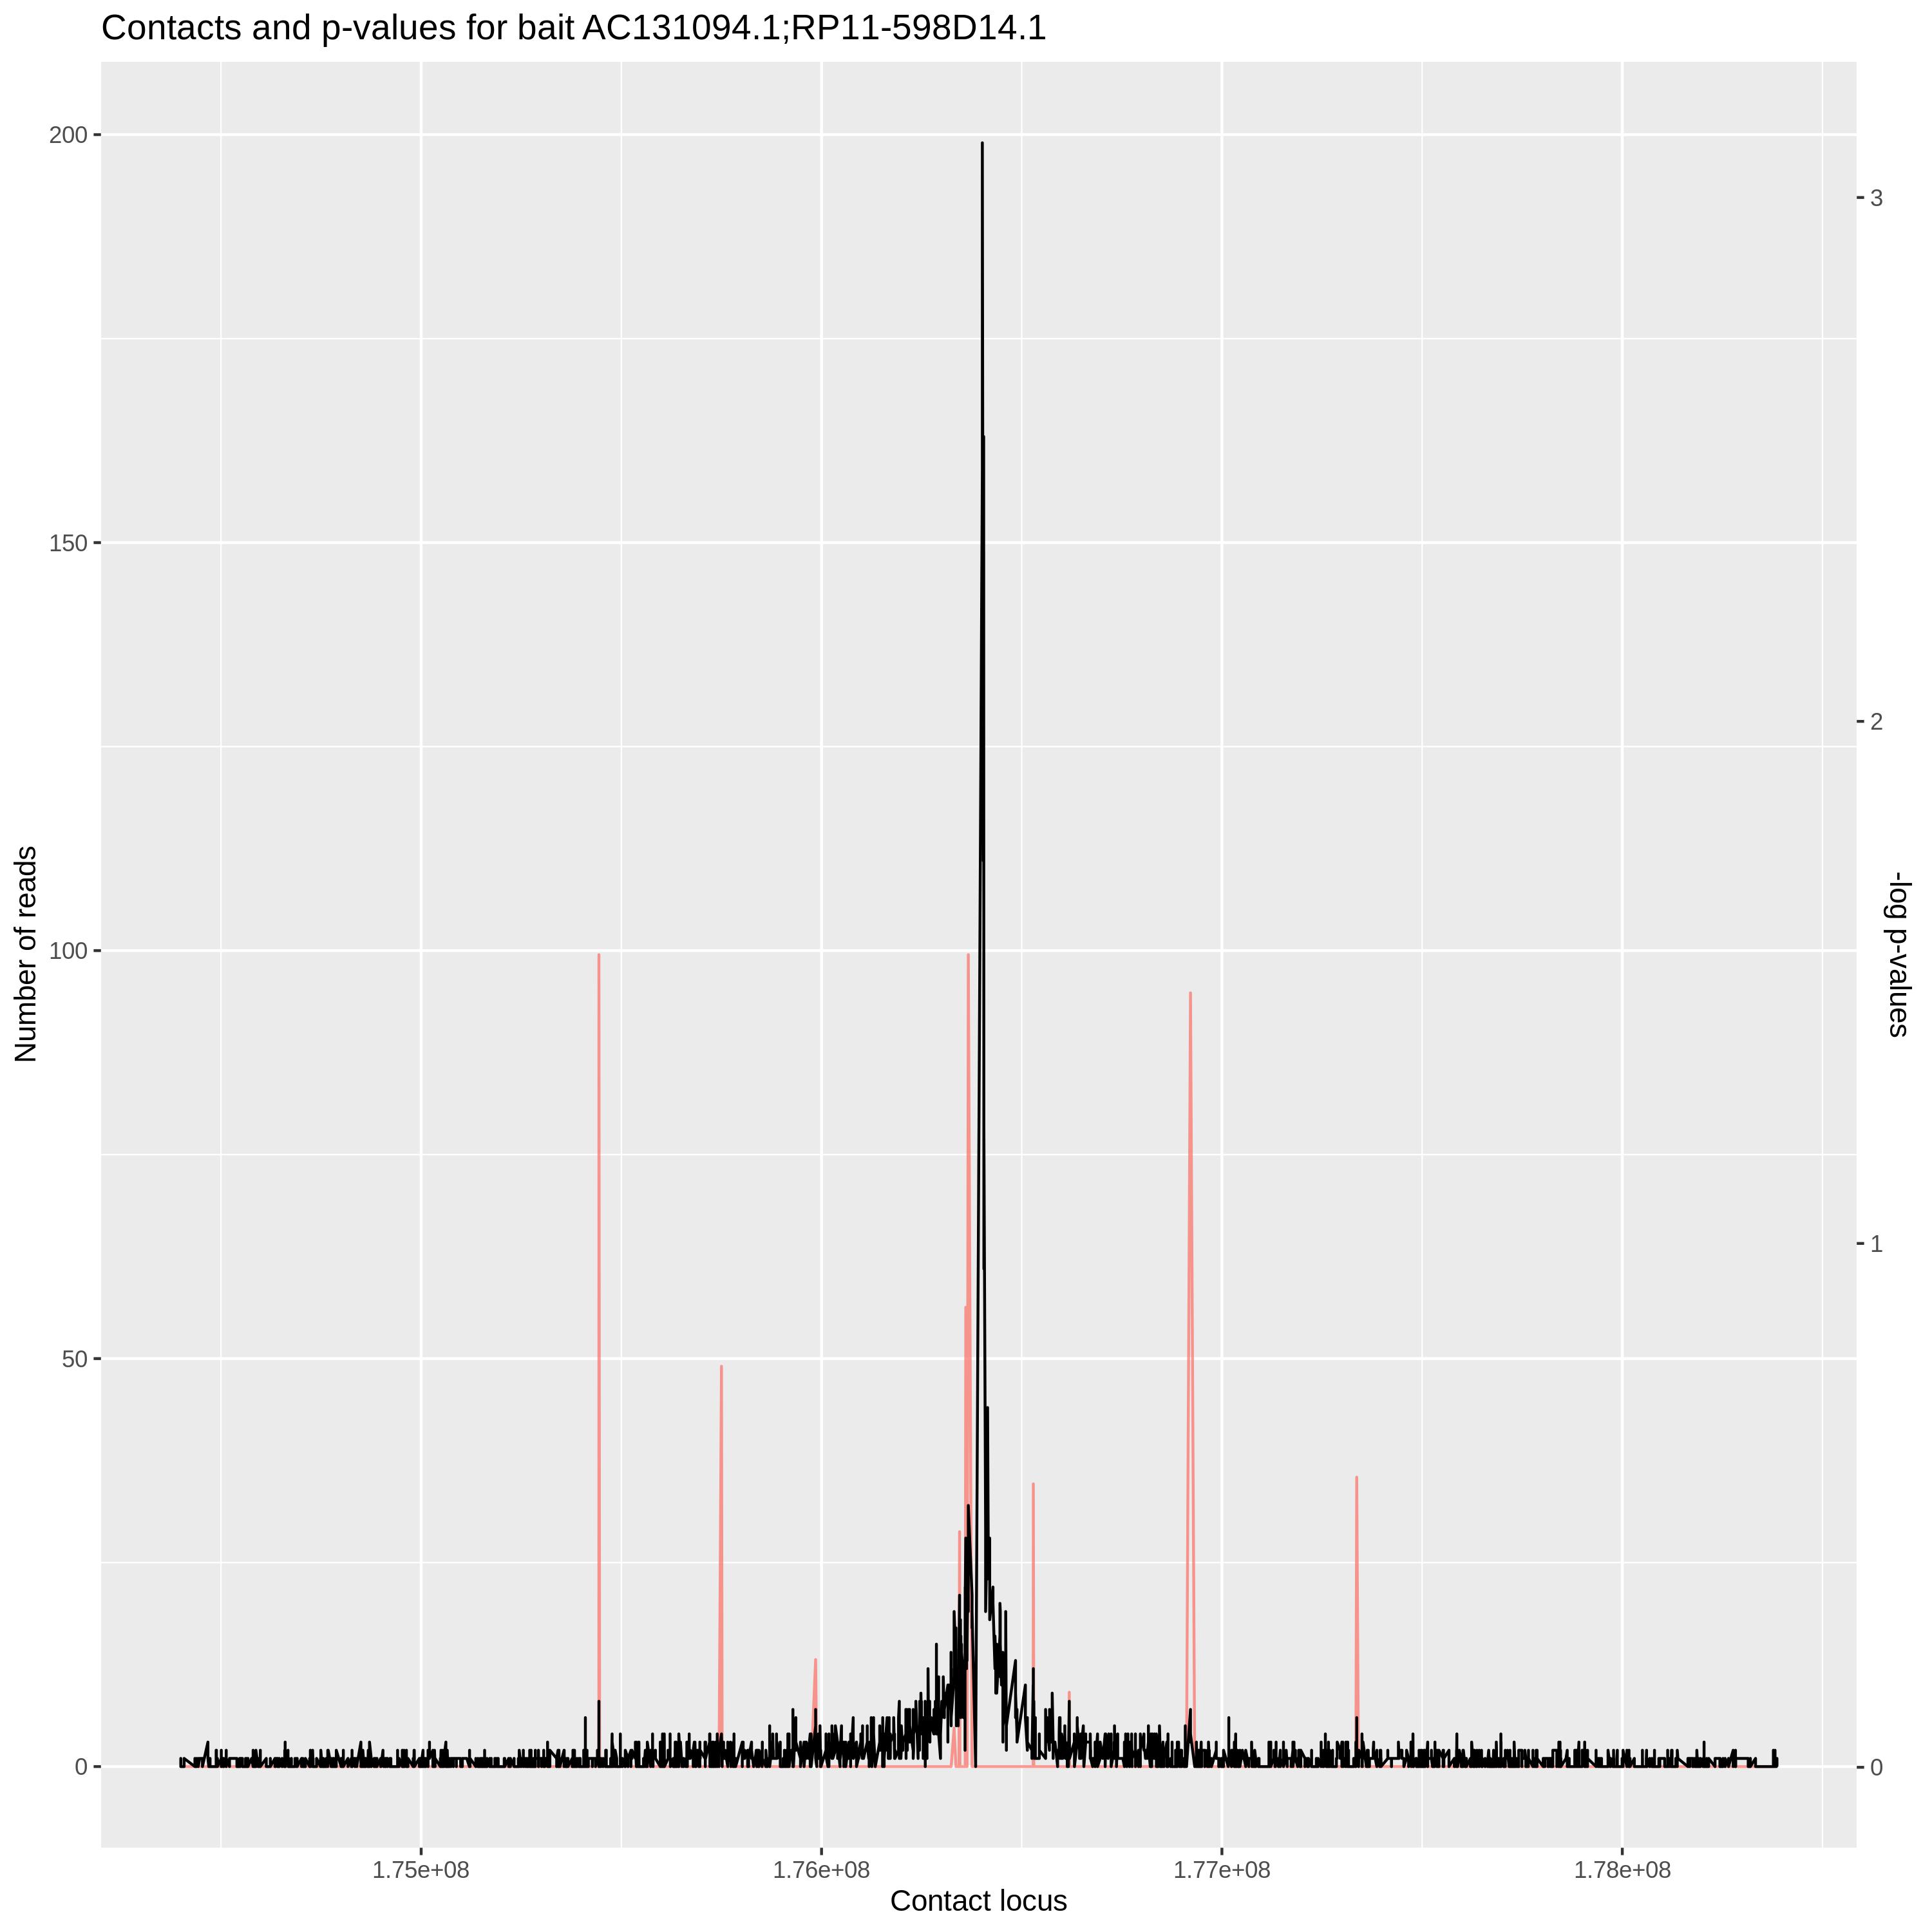 Contacts and p-values for bait AC131094.1;RP11-598D14.1
200
150
100
50
0
Number of reads
3
2
1
0
-log p-values
1.75e+08
1.76e+08
1.77e+08
1.78e+08
Contact locus